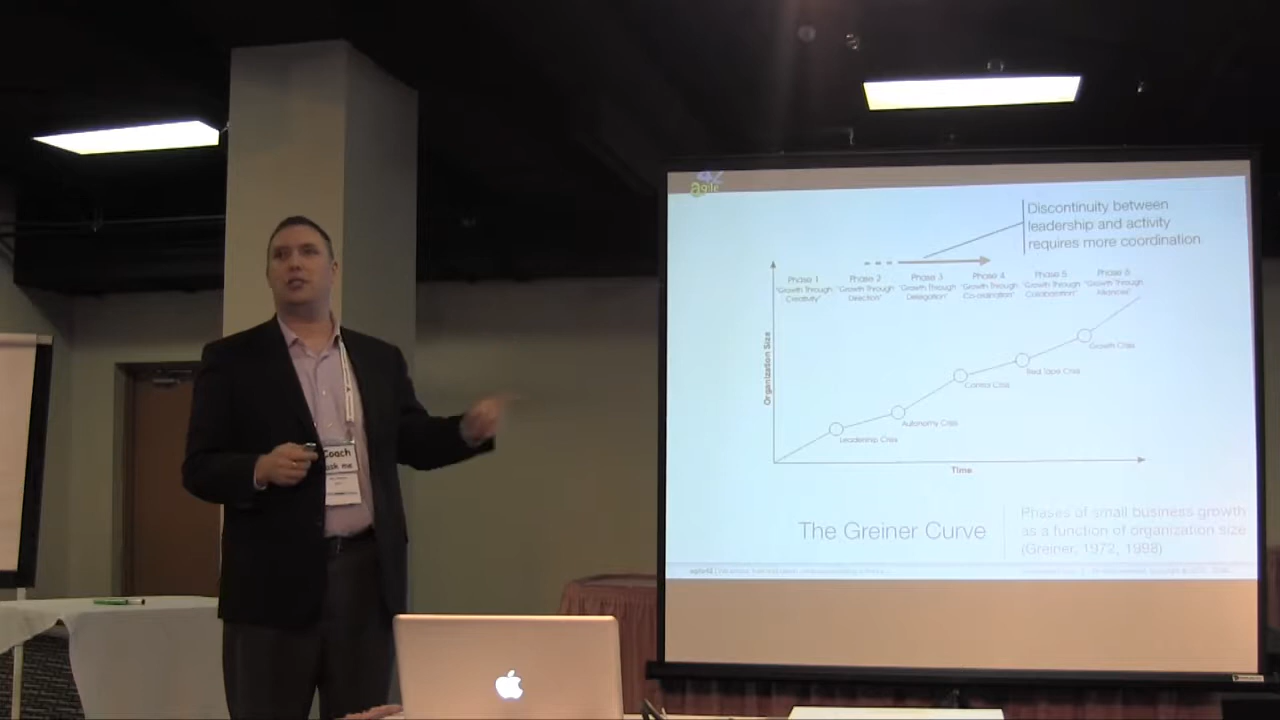 agile
42
Discontinuity between
leadership and activity
requires more coordination
Phase 1
"Growth Through
Creativity"
Phase 2
"Growth Through
Direction"
Phase 3
"Growth Through
Delegation"
Phase 4
"Growth Through
Co-ordination"
Phase 5
"Growth Through
Collaboration"
Phase 6
"Growth Through
Alliances"
Organization Size
Growth Crisis
Red Tape Crisis
Control Crisis
Autonomy Crisis
Leadership Crisis
Time
The Greiner Curve
Phases of small business growth
as a function of organization size
(Greiner, 1972, 1998)
agile42
Coach
ask me